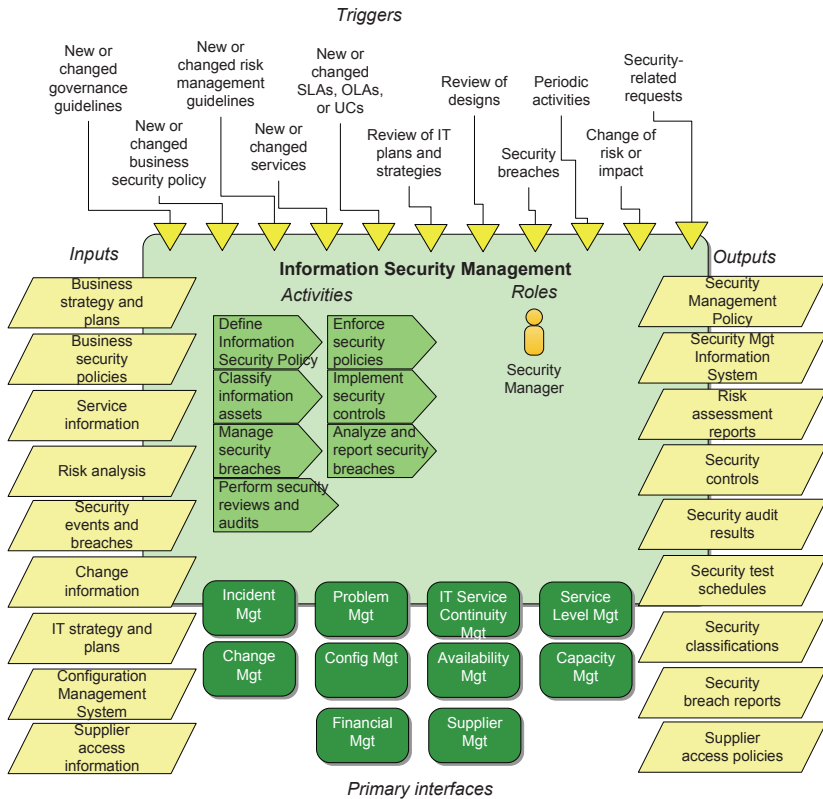 Triggers
New or
changed
governance
guidelines
New or
changed
business
security policy
New or
changed risk
management
guidelines
New or
changed
services
New or
changed
SLAs, OLAs,
or UCs
Review of IT
plans and
strategies
Review of
designs
Security
breaches
Periodic
activities
Change of
risk or
impact
Security-
related
requests
Inputs
Business
strategy and
plans
Business
security
policies
Service
information
Risk analysis
Security
events and
breaches
Change
information
IT strategy and
plans
Configuration
Management
System
Supplier
access
information
Information Security Management
Activities
Define
Information
Security Policy
Enforce
security
policies
Classify
information
assets
Implement
security
controls
Manage
security
breaches
Analyze and
report security
breaches
Perform security
reviews and
audits
Roles
Security
Manager
Outputs
Security
Management
Policy
Security Mgt
Information
System
Risk
assessment
reports
Security
controls
Security audit
results
Security test
schedules
Security
classifications
Security
breach reports
Supplier
access policies
Incident
Mgt
Problem
Mgt
IT Service
Continuity
Mgt
Service
Level Mgt
Change
Mgt
Config Mgt
Availability
Mgt
Capacity
Mgt
Financial
Mgt
Supplier
Mgt
Primary interfaces